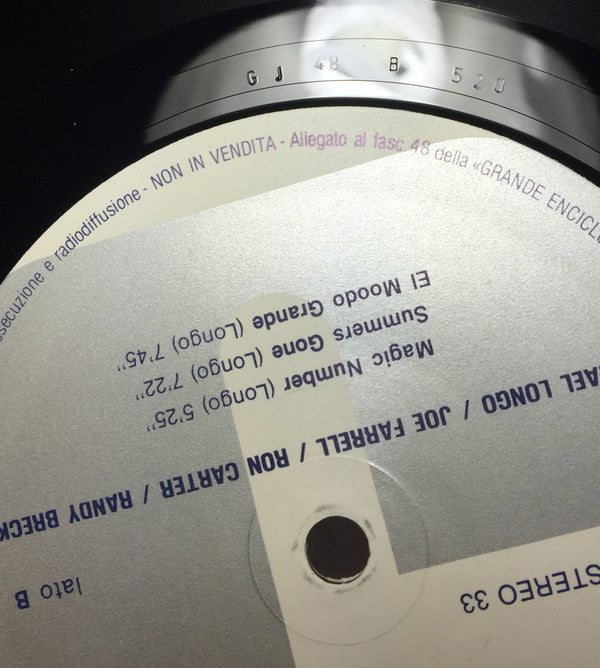 GJ 48 B 520
secuzione e radiodiffusione - NON IN VENDITA - Allegato al fasc. 48 della «GRANDE ENCICLO
STEREO 33
lato B
AEL LONGO / JOE FARRELL / RON CARTER / RANDY BRECK
Magic Number (Longo) 5'25"
Summers Gone (Longo) 7'22"
El Moodo Grande (Longo) 7'45"